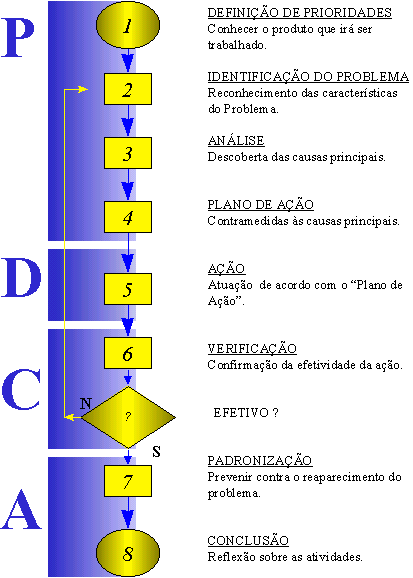 P
1
DEFINIÇÃO DE PRIORIDADES
Conhecer o produto que irá ser
trabalhado.
2
IDENTIFICAÇÃO DO PROBLEMA
Reconhecimento das características
do Problema.
3
ANÁLISE
Descoberta das causas principais.
4
PLANO DE AÇÃO
Contramedidas às causas principais.
D
5
AÇÃO
Atuação de acordo com o “Plano de
Ação”.
C
6
VERIFICAÇÃO
Confirmação da efetividade da ação.
N
?
EFETIVO ?
S
A
7
PADRONIZAÇÃO
Prevenir contra o reaparecimento do
problema.
8
CONCLUSÃO
Reflexão sobre as atividades.